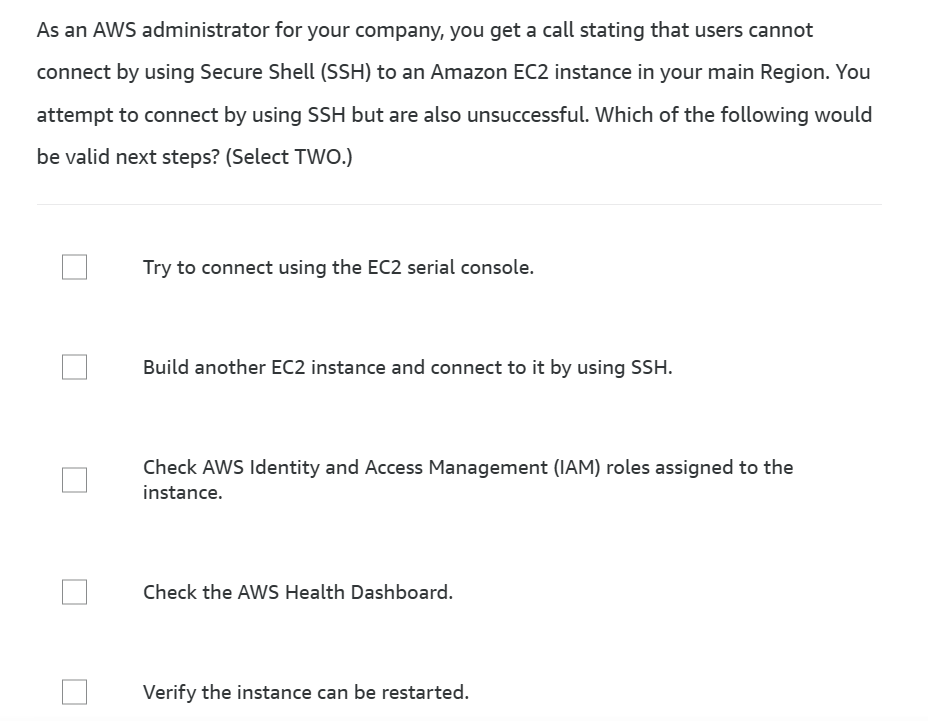 As an AWS administrator for your company, you get a call stating that users cannot
connect by using Secure Shell (SSH) to an Amazon EC2 instance in your main Region. You
attempt to connect by using SSH but are also unsuccessful. Which of the following would
be valid next steps? (Select TWO.)
Try to connect using the EC2 serial console.
Build another EC2 instance and connect to it by using SSH.
Check AWS Identity and Access Management (IAM) roles assigned to the
instance.
Check the AWS Health Dashboard.
Verify the instance can be restarted.